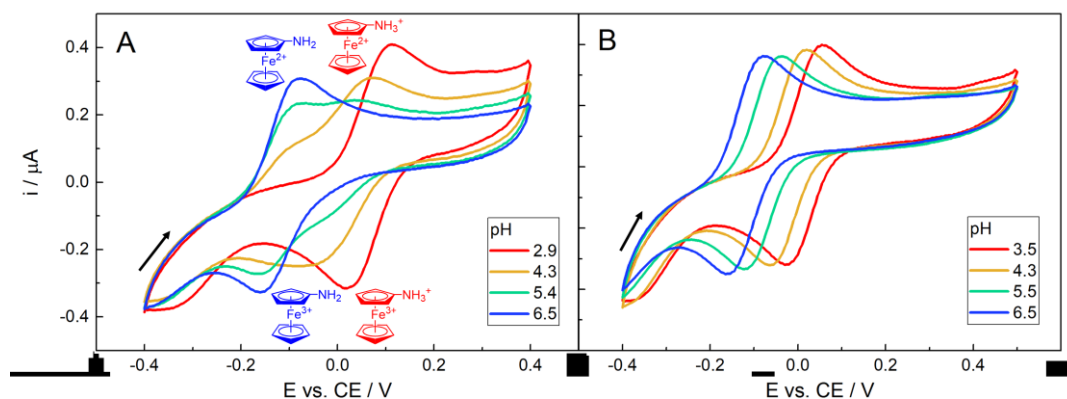 A
NH₂
Fe²⁺
NH₃⁺
Fe²⁺
NH₂
Fe³⁺
NH₃⁺
Fe³⁺
i / μA
0.4
0.2
0.0
-0.2
-0.4
pH
2.9
4.3
5.4
6.5
-0.4 -0.2 0.0 0.2 0.4
E vs. CE / V
B
pH
3.5
4.3
5.5
6.5
-0.4 -0.2 0.0 0.2 0.4
E vs. CE / V